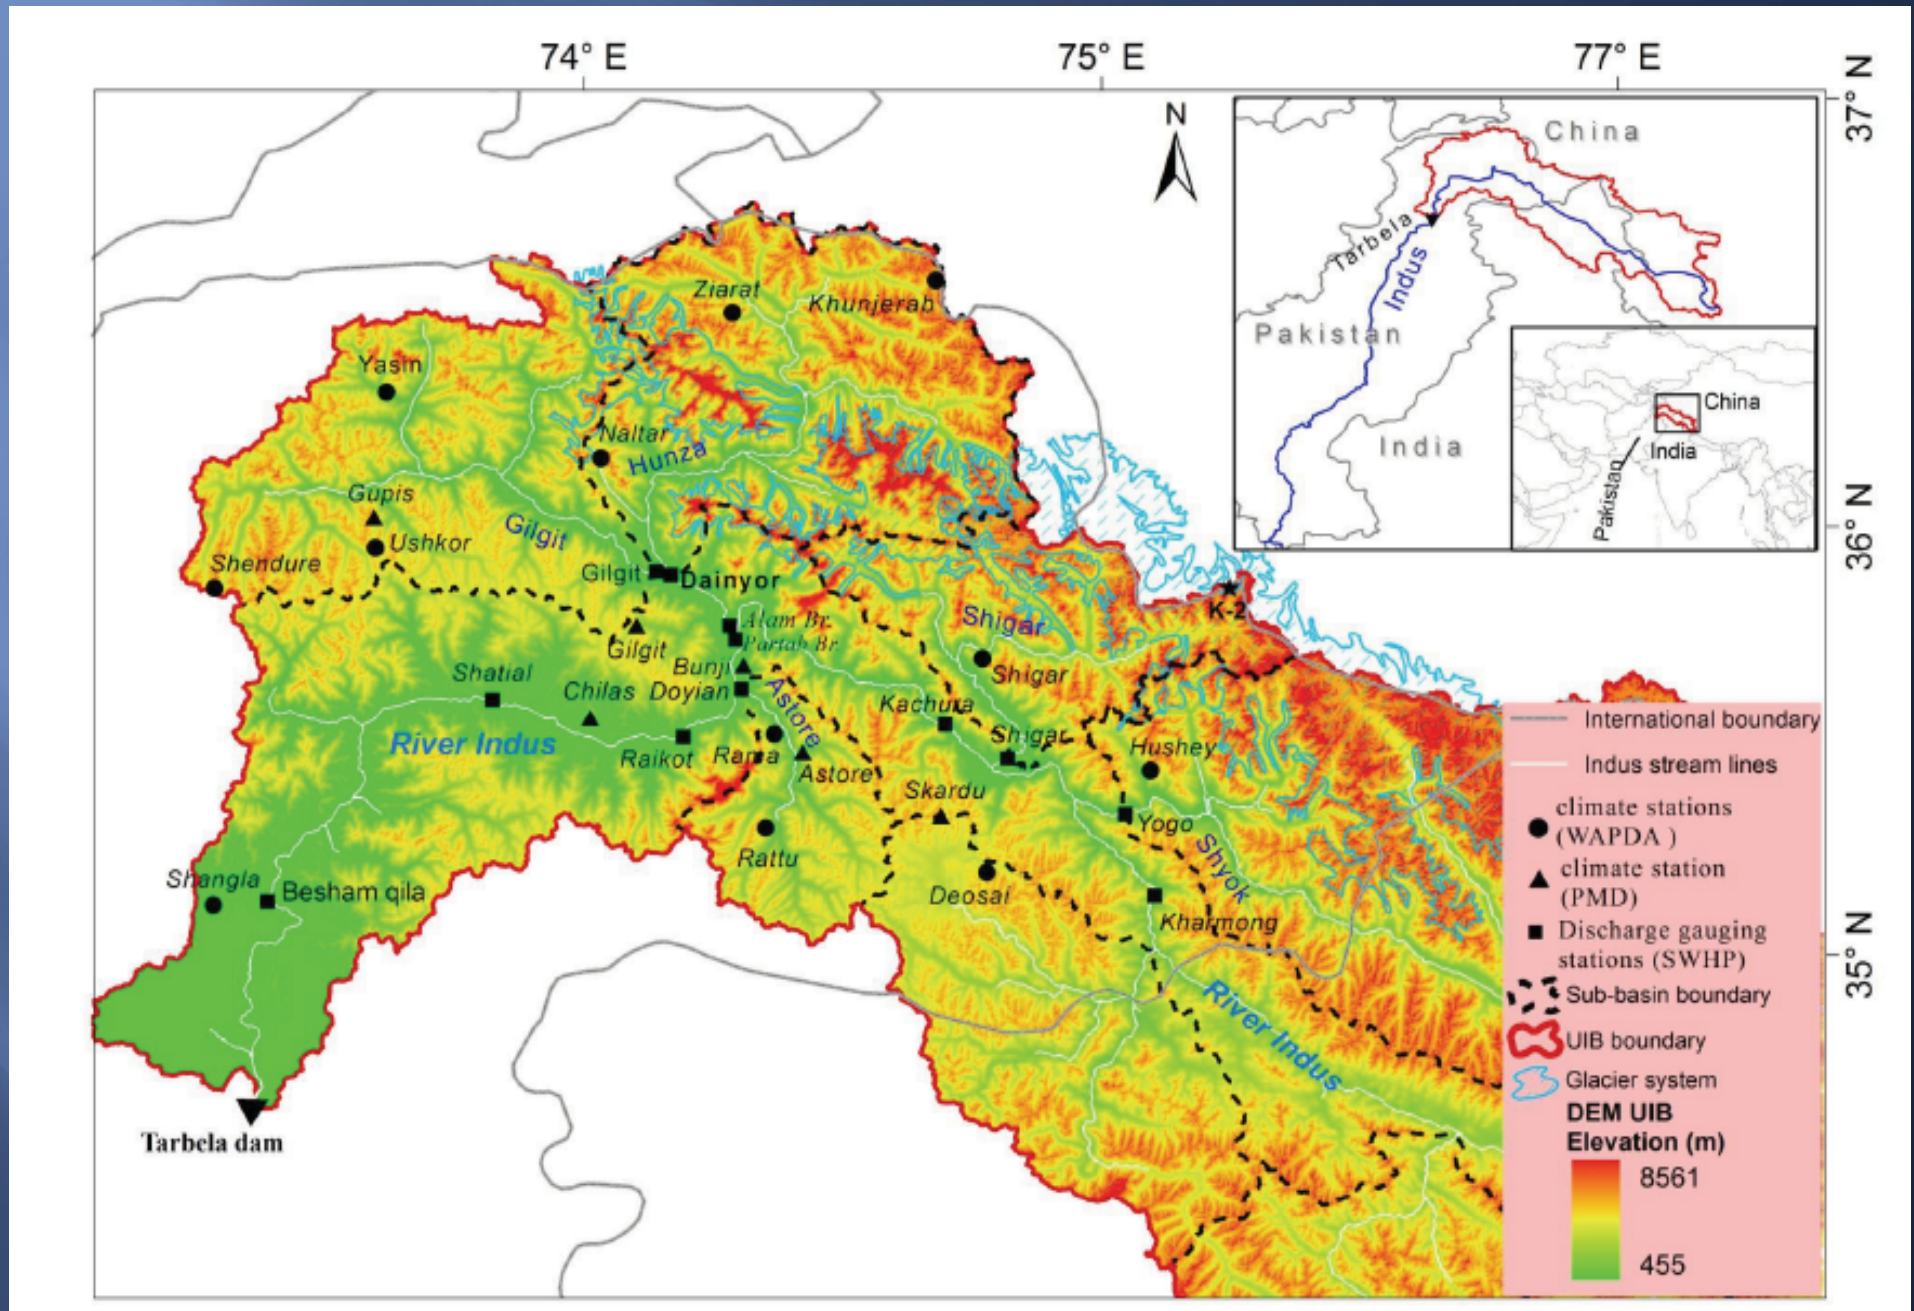 74° E
75° E
77° E
37° N
36° N
35° N
N
China
Tarbela
Indus
Pakistan
India
China
India
Pakistan
Ziarat
Khunjerab
Yasin
Naltar
Hunza
Gupis
Ushkor
Gilgit
Shendure
Gilgit
Dainyor
K-2
Shigar
Alam Br.
Partab Br.
Gilgit
Bunji
Shigar
Shatial
Chilas
Doyian
Astore
Kachura
River Indus
Raikot
Rama
Astore
Shigar
Hushey
Skardu
Yogo
Shyok
Rattu
Deosai
Shangla
Besham qila
Kharmong
River Indus
Tarbela dam
International boundary
Indus stream lines
climate stations
(WAPDA )
climate station
(PMD)
Discharge gauging
stations (SWHP)
Sub-basin boundary
UIB boundary
Glacier system
DEM UIB
Elevation (m)
8561
455